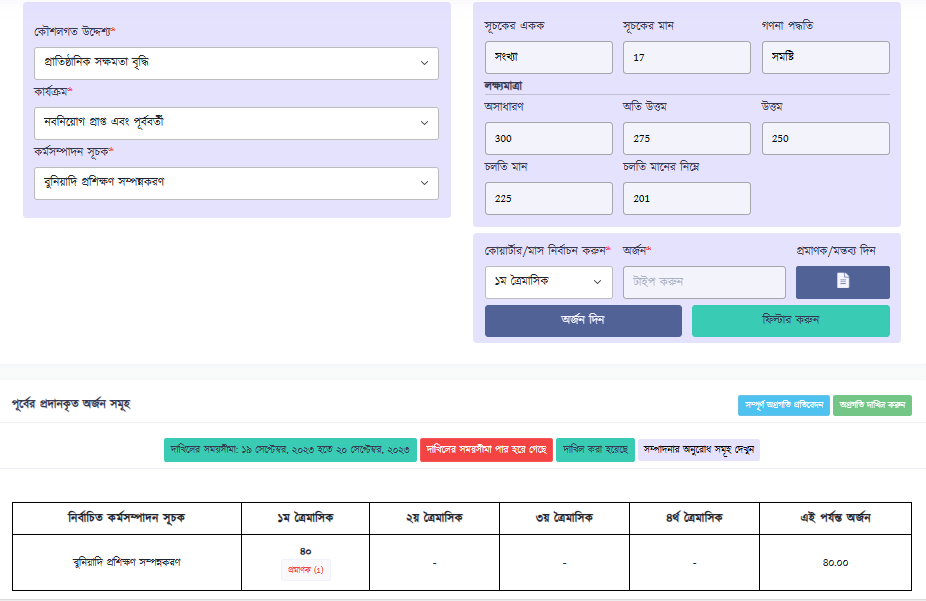 কৌশলগত উদ্দেশ্য*
প্রাতিষ্ঠানিক সক্ষমতা বৃদ্ধি
কার্যক্রম*
নবনিয়োগ প্রাপ্ত এবং পূর্ববর্তী
কর্মসম্পাদন সূচক*
বুনিয়াদি প্রশিক্ষণ সম্পন্নকরণ
সূচকের একক সূচকের মান গণনা পদ্ধতি
সংখ্যা 17 সমষ্টি
লক্ষ্যমাত্রা
অসাধারণ অতি উত্তম উত্তম
300 275 250
চলতি মান চলতি মানের নিম্নে
225 201
কোয়ার্টার/মাস নির্বাচন করুন* অর্জন* প্রমাণক/মন্তব্য দিন
১ম ত্রৈমাসিক টাইপ করুন
অর্জন দিন ফিল্টার করুন
পূর্বের প্রদানকৃত অর্জন সমূহ সম্পূর্ণ অগ্রগতি প্রতিবেদন অগ্রগতি দাখিল করুন
দাখিলের সময়সীমা: ১৯ সেপ্টেম্বর, ২০২৩ হতে ২০ সেপ্টেম্বর, ২০২৩ দাখিলের সময়সীমা পার হয়ে গেছে দাখিল করা হয়েছে সম্পাদনার অনুরোধ সমূহ দেখুন
নির্বাচিত কর্মসম্পাদন সূচক ১ম ত্রৈমাসিক ২য় ত্রৈমাসিক ৩য় ত্রৈমাসিক ৪র্থ ত্রৈমাসিক এই পর্যন্ত অর্জন
বুনিয়াদি প্রশিক্ষণ সম্পন্নকরণ ৪০ - - - ৪০.০০
প্রমাণক (১)